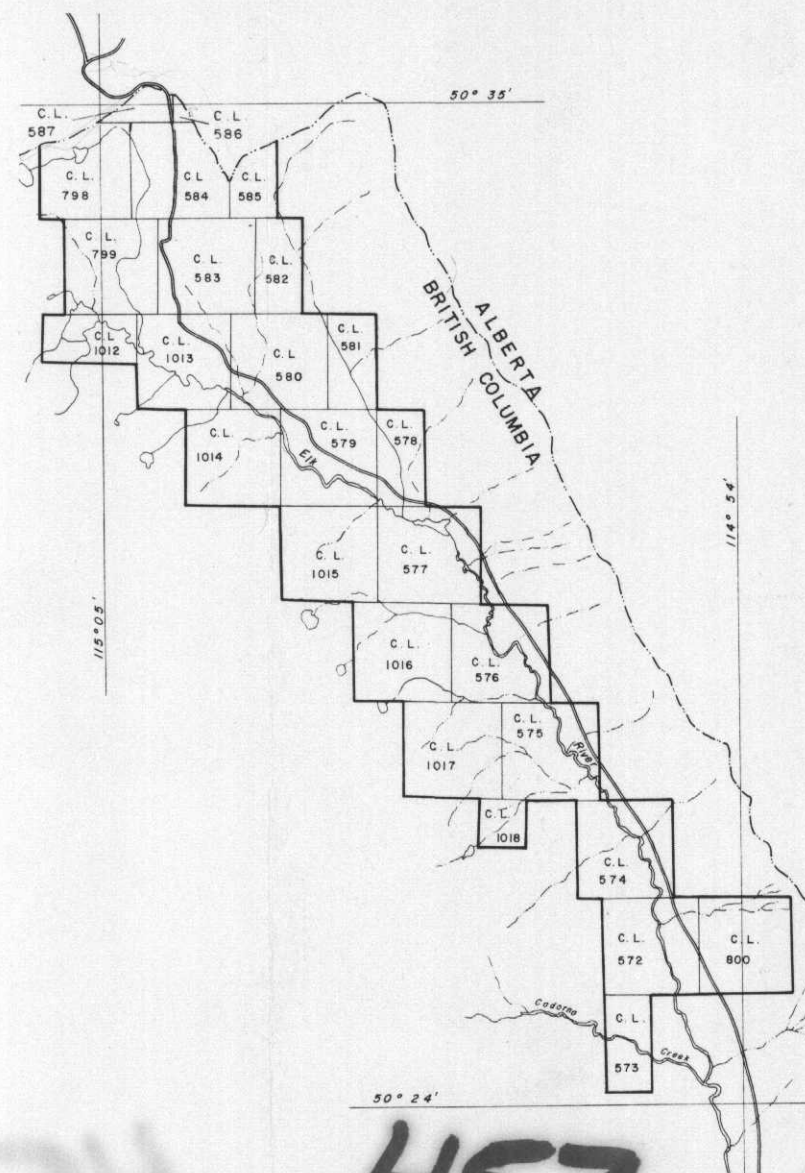 50° 35'
C. L.
587
C. L.
586
C. L.
798
C. L
584
C. L.
585
C. L.
799
C. L.
583
C. L.
582
C. L
1012
C. L.
1013
C. L
580
C. L.
581
C. L.
1014
C. L.
579
C. L.
578
Elk
ALBERTA
BRITISH COLUMBIA
114° 54'
115° 05'
C. L.
1015
C. L.
577
C. L.
1016
C. L.
576
C. L.
1017
C. L.
575
River
C. L.
1018
C. L.
574
C. L.
572
C. L.
800
Cadorna
Creek
C. L.
573
50° 24'